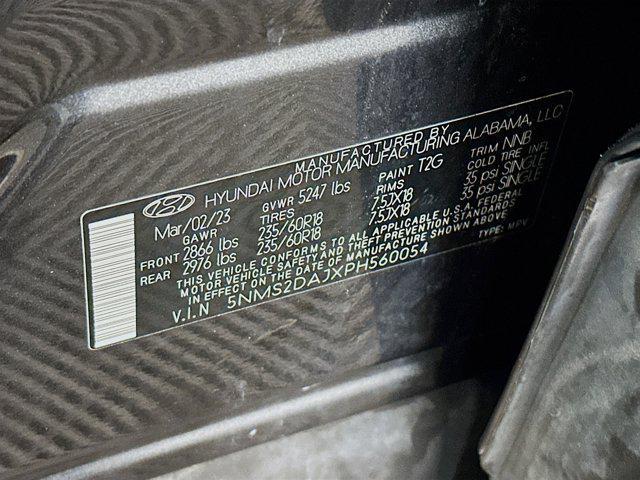 MANUFACTURED BY
HYUNDAI MOTOR MANUFACTURING ALABAMA, LLC
Mar/02/23 GVWR 5247 lbs PAINT T2G TRIM NNB
GAWR TIRES RIMS COLD TIRE INFL
FRONT 2866 lbs 235/60R18 7.5JX18 35 psi SINGLE
REAR 2976 lbs 235/60R18 7.5JX18 35 psi SINGLE
THIS VEHICLE CONFORMS TO ALL APPLICABLE U.S.A. FEDERAL
MOTOR VEHICLE SAFETY AND THEFT PREVENTION STANDARDS
IN EFFECT ON THE DATE OF MANUFACTURE SHOWN ABOVE
V.I.N 5NMS2DAJXPH560054 TYPE: MPV